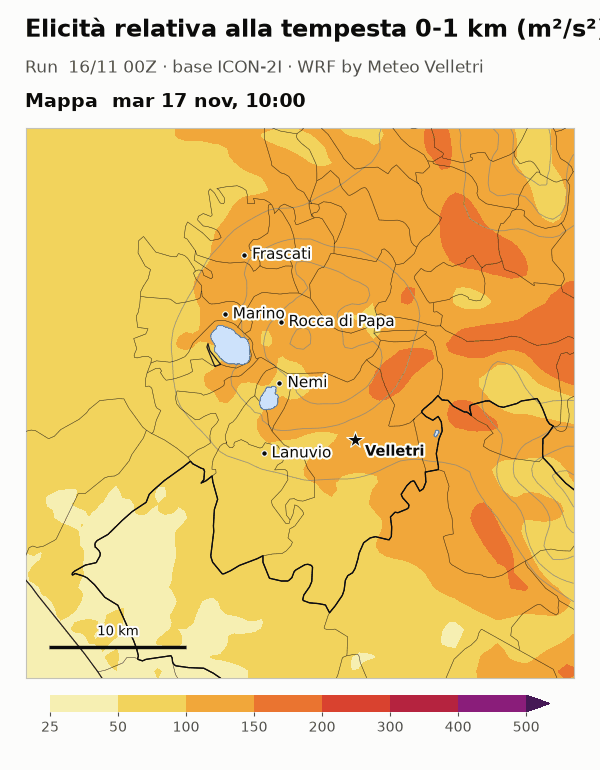 Elicità relativa alla tempesta 0-1 km (m²/s²)
Run 16/11 00Z · base ICON-2I · WRF by Meteo Velletri
Mappa mar 17 nov, 10:00
Frascati
Marino
Rocca di Papa
Nemi
Velletri
Lanuvio
10 km
25 50 100 150 200 300 400 500